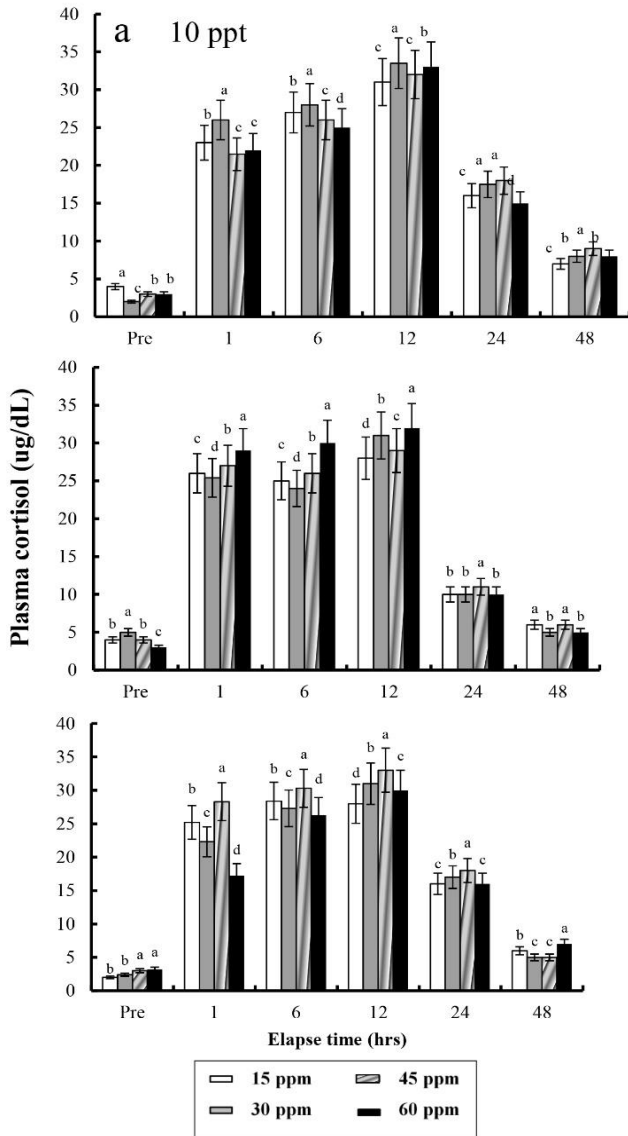 a 10 ppt
40
35
30
25
20
15
10
5
0
a c b b
b a c c
b a c d
c a c b
c a a d
c b a b
Pre 1 6 12 24 48
Plasma cortisol (ug/dL)
40
35
30
25
20
15
10
5
0
b a b c
c d b a
c d b a
d b c a
b b a b
a b a b
Pre 1 6 12 24 48
40
35
30
25
20
15
10
5
0
b b a a
b c a d
b c a d
d b a c
c b a c
b c c a
Pre 1 6 12 24 48
Elapse time (hrs)
15 ppm 45 ppm
30 ppm 60 ppm